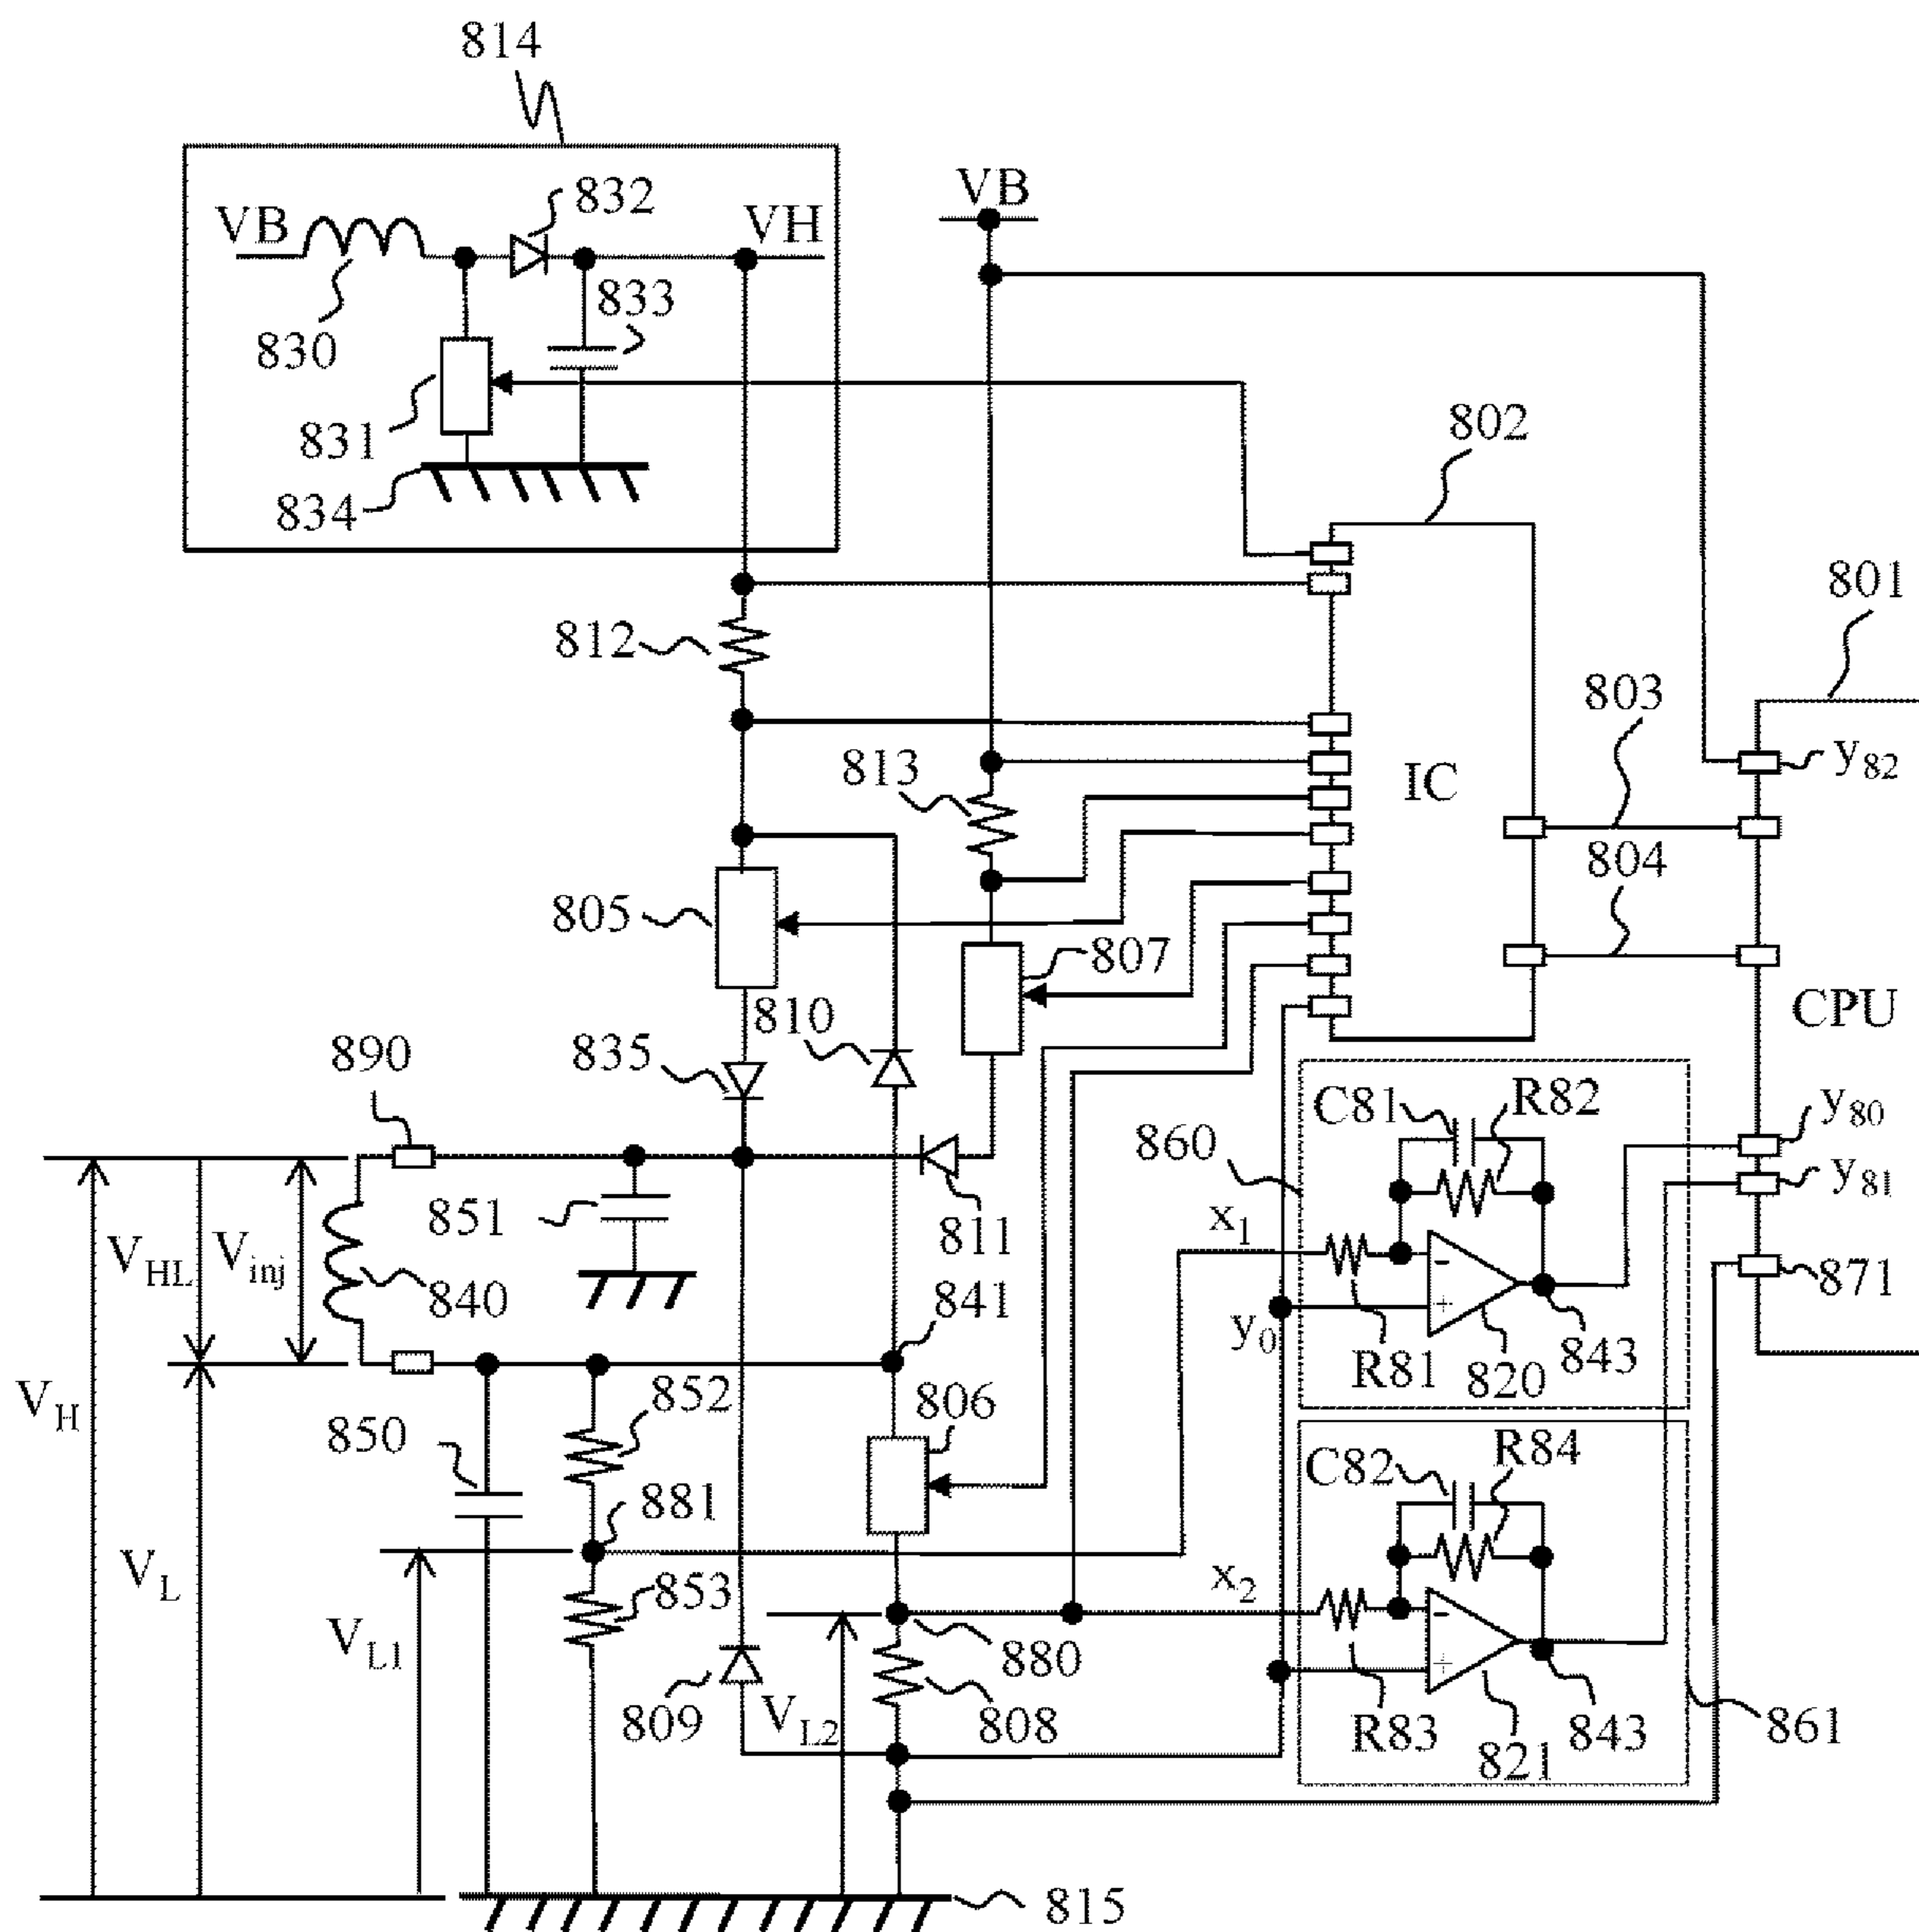 814
VB
832
VH
VB
833
830
831
834
802
801
812
803
y82
813
IC
804
805
807
810
CPU
835
890
C81
R82
y80
860
y81
851
x1
811
VHL
Vinj
840
841
871
y0
843
R81
820
VH
852
806
850
C82
R84
881
VL
x2
853
VL1
880
809
VL2
808
R83
821
843
861
815
-
+
-
+